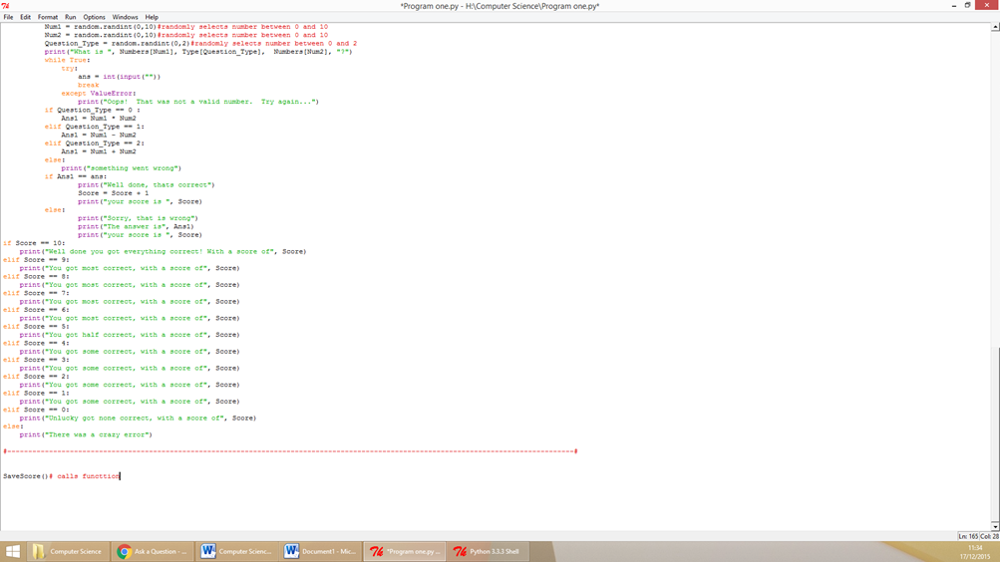 *Program one.py - H:\Computer Science\Program one.py*
File Edit Format Run Options Windows Help
Num1 = random.randint(0,10)#randomly selects number between 0 and 10
Num2 = random.randint(0,10)#randomly selects number between 0 and 10
Question_Type = random.randint(0,2)#randomly selects number between 0 and 2
print("What is ", Numbers[Num1], Type[Question_Type],  Numbers[Num2], "?")
while True:
try:
ans = int(input(""))
break
except ValueError:
print("Oops!  That was not a valid number.  Try again...")
if Question_Type == 0 :
Ans1 = Num1 * Num2
elif Question_Type == 1:
Ans1 = Num1 - Num2
elif Question_Type == 2:
Ans1 = Num1 + Num2
else:
print("something went wrong")
if Ans1 == ans:
print("Well done, thats correct")
Score = Score + 1
print("your score is ", Score)
else:
print("Sorry, that is wrong")
print("The answer is", Ans1)
print("your score is ", Score)
if Score == 10:
print("Well done you got everything correct! With a score of", Score)
elif Score == 9:
print("You got most correct, with a score of", Score)
elif Score == 8:
print("You got most correct, with a score of", Score)
elif Score == 7:
print("You got most correct, with a score of", Score)
elif Score == 6:
print("You got most correct, with a score of", Score)
elif Score == 5:
print("You got half correct, with a score of", Score)
elif Score == 4:
print("You got some correct, with a score of", Score)
elif Score == 3:
print("You got some correct, with a score of", Score)
elif Score == 2:
print("You got some correct, with a score of", Score)
elif Score == 1:
print("You got some correct, with a score of", Score)
elif Score == 0:
print("Unlucky got none correct, with a score of", Score)
else:
print("There was a crazy error")
#-----------------------------------------------------------------------------------------------------------------------------------------#
SaveScore()# calls functtion
Ln: 165 Col: 28
Computer Science
Ask a Question - ...
Computer Scienc...
Document1 - Mic...
*Program one.py ...
Python 3.3.3 Shell
11:34
17/12/2015